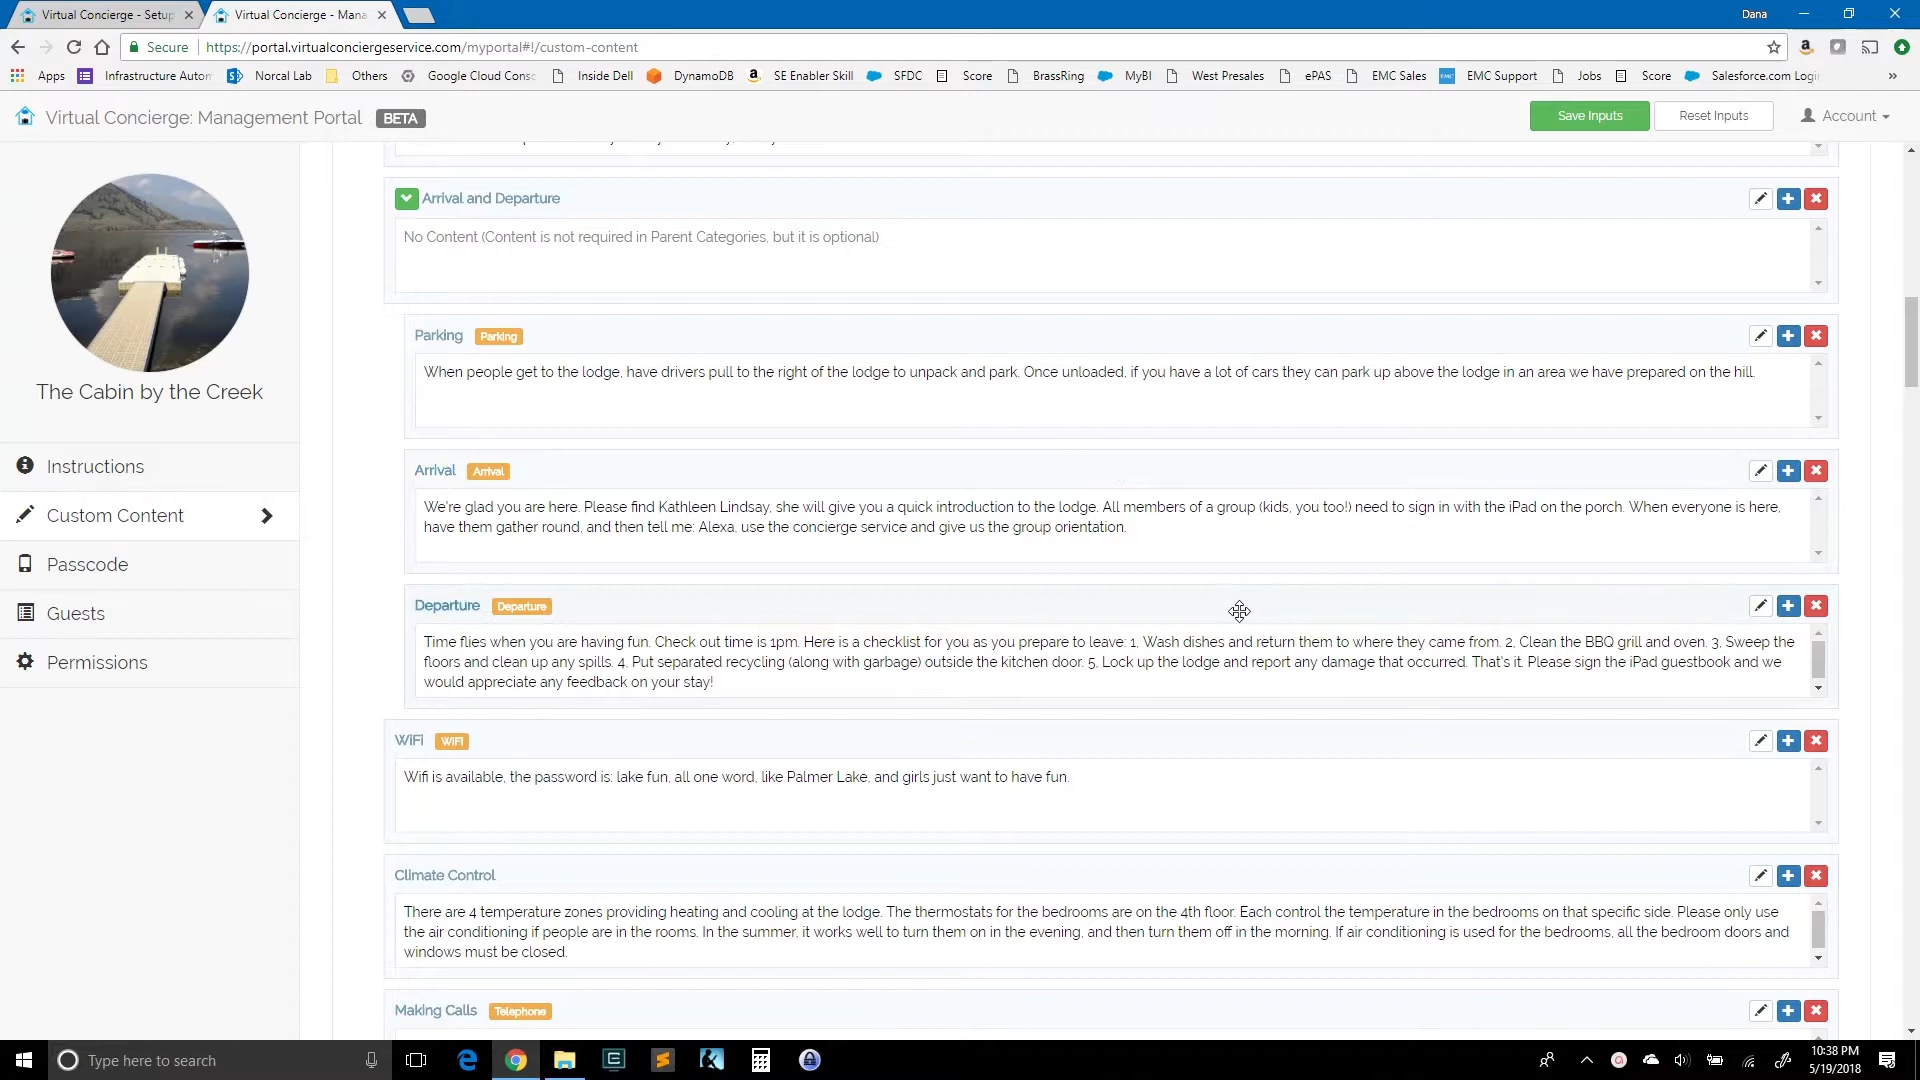 Virtual Concierge - Setup
Virtual Concierge - Mana
Dana
Secure
https://portal.virtualconciergeservice.com/myportal#!/custom-content
Apps
Infrastructure Autom
Norcal Lab
Others
Google Cloud Conso
Inside Dell
DynamoDB
SE Enabler Skill
SFDC
Score
BrassRing
MyBI
West Presales
ePAS
EMC Sales
EMC Support
Jobs
Score
Salesforce.com Logi
Virtual Concierge: Management Portal BETA
Save Inputs
Reset Inputs
Account
The Cabin by the Creek
Instructions
Custom Content
Passcode
Guests
Permissions
Arrival and Departure
No Content (Content is not required in Parent Categories, but it is optional)
Parking Parking
When people get to the lodge, have drivers pull to the right of the lodge to unpack and park. Once unloaded, if you have a lot of cars they can park up above the lodge in an area we have prepared on the hill.
Arrival Arrival
We're glad you are here. Please find Kathleen Lindsay, she will give you a quick introduction to the lodge. All members of a group (kids, you too!) need to sign in with the iPad on the porch. When everyone is here,
have them gather round, and then tell me: Alexa, use the concierge service and give us the group orientation.
Departure Departure
Time flies when you are having fun. Check out time is 1pm. Here is a checklist for you as you prepare to leave: 1, Wash dishes and return them to where they came from. 2, Clean the BBQ grill and oven. 3, Sweep the
floors and clean up any spills. 4, Put separated recycling (along with garbage) outside the kitchen door. 5, Lock up the lodge and report any damage that occurred. That's it. Please sign the iPad guestbook and we
would appreciate any feedback on your stay!
WiFi WiFi
Wifi is available, the password is: lake fun, all one word, like Palmer Lake, and girls just want to have fun.
Climate Control
There are 4 temperature zones providing heating and cooling at the lodge. The thermostats for the bedrooms are on the 4th floor. Each control the temperature in the bedrooms on that specific side. Please only use
the air conditioning if people are in the rooms. In the summer, it works well to turn them on in the evening, and then turn them off in the morning. If air conditioning is used for the bedrooms, all the bedroom doors and
windows must be closed.
Making Calls Telephone
Type here to search
10:38 PM
5/19/2018